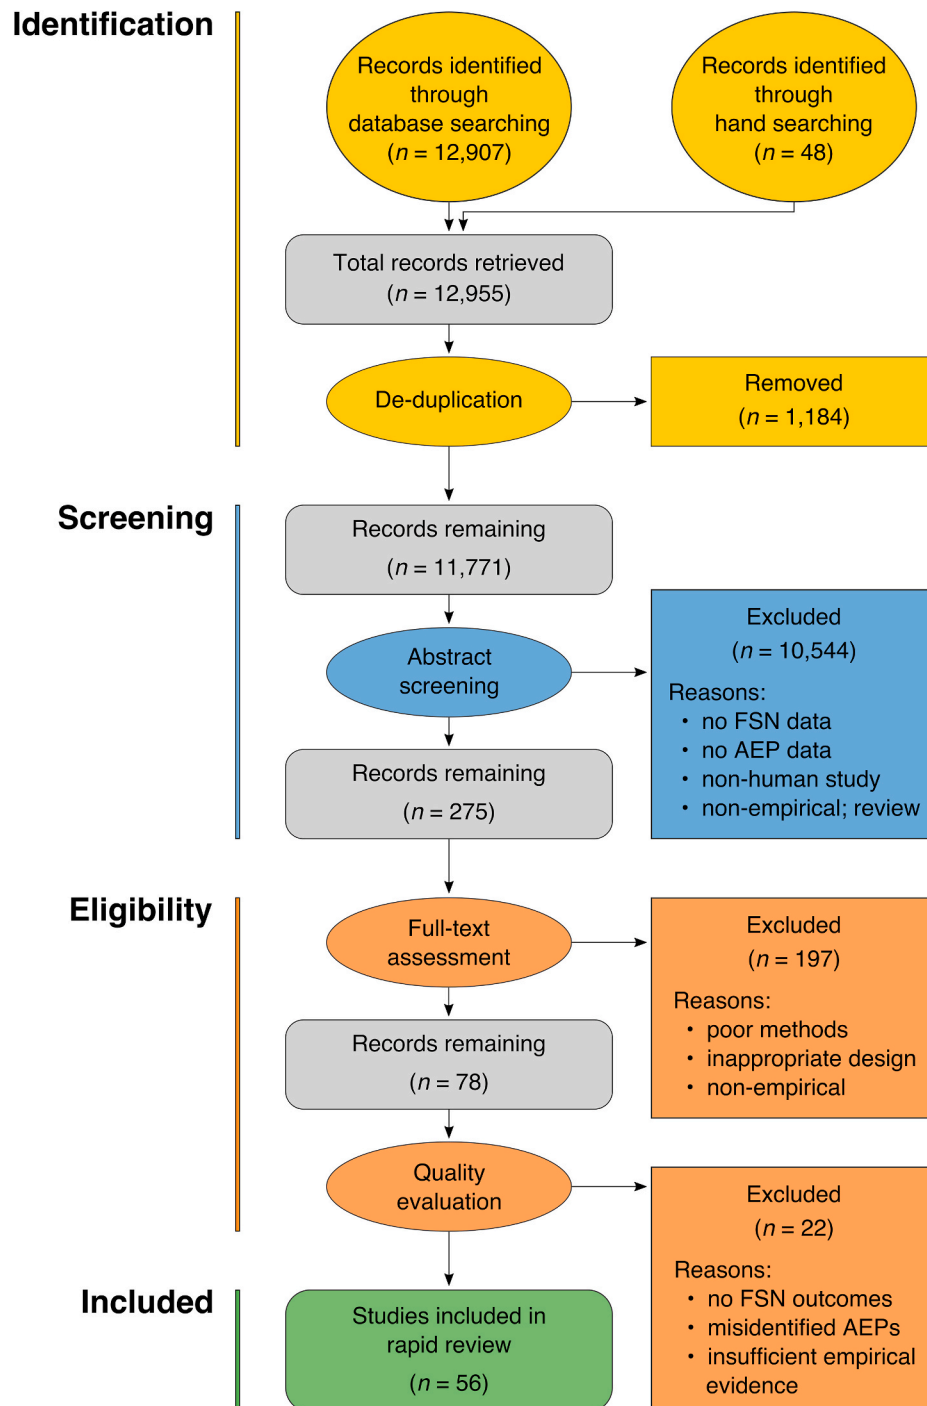 Identification
Records identified
through
database searching
(n = 12,907)
Records identified
through
hand searching
(n = 48)
Total records retrieved
(n = 12,955)
De-duplication
Removed
(n = 1,184)
Screening
Records remaining
(n = 11,771)
Abstract
screening
Excluded
(n = 10,544)
Reasons:
• no FSN data
• no AEP data
• non-human study
• non-empirical; review
Records remaining
(n = 275)
Eligibility
Full-text
assessment
Excluded
(n = 197)
Reasons:
• poor methods
• inappropriate design
• non-empirical
Records remaining
(n = 78)
Quality
evaluation
Excluded
(n = 22)
Reasons:
• no FSN outcomes
• misidentified AEPs
• insufficient empirical
evidence
Included
Studies included in
rapid review
(n = 56)